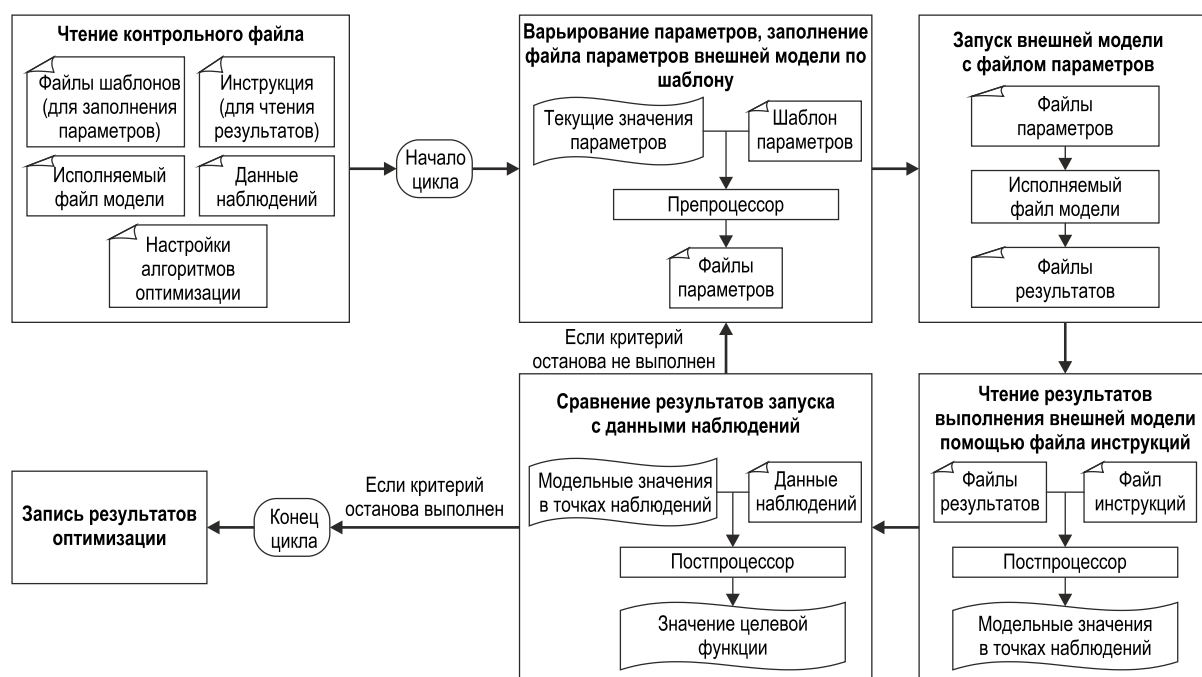 Чтение контрольного файла
Файлы шаблонов
(для заполнения
параметров)
Инструкция
(для чтения
результатов)
Исполняемый
файл модели
Данные
наблюдений
Настройки
алгоритмов
оптимизации
Начало
цикла
Варьирование параметров, заполнение
файла параметров внешней модели по
шаблону
Текущие значения
параметров
Шаблон
параметров
Препроцессор
Файлы
параметров
Запуск внешней модели
с файлом параметров
Файлы
параметров
Исполняемый
файл модели
Файлы
результатов
Если критерий
останова не выполнен
Чтение результатов
выполнения внешней модели
помощью файла инструкций
Файлы
результатов
Файл
инструкций
Постпроцессор
Модельные значения
в точках наблюдений
Сравнение результатов запуска
с данными наблюдений
Модельные значения
в точках наблюдений
Данные
наблюдений
Постпроцессор
Значение целевой
функции
Если критерий
останова выполнен
Конец
цикла
Запись результатов
оптимизации